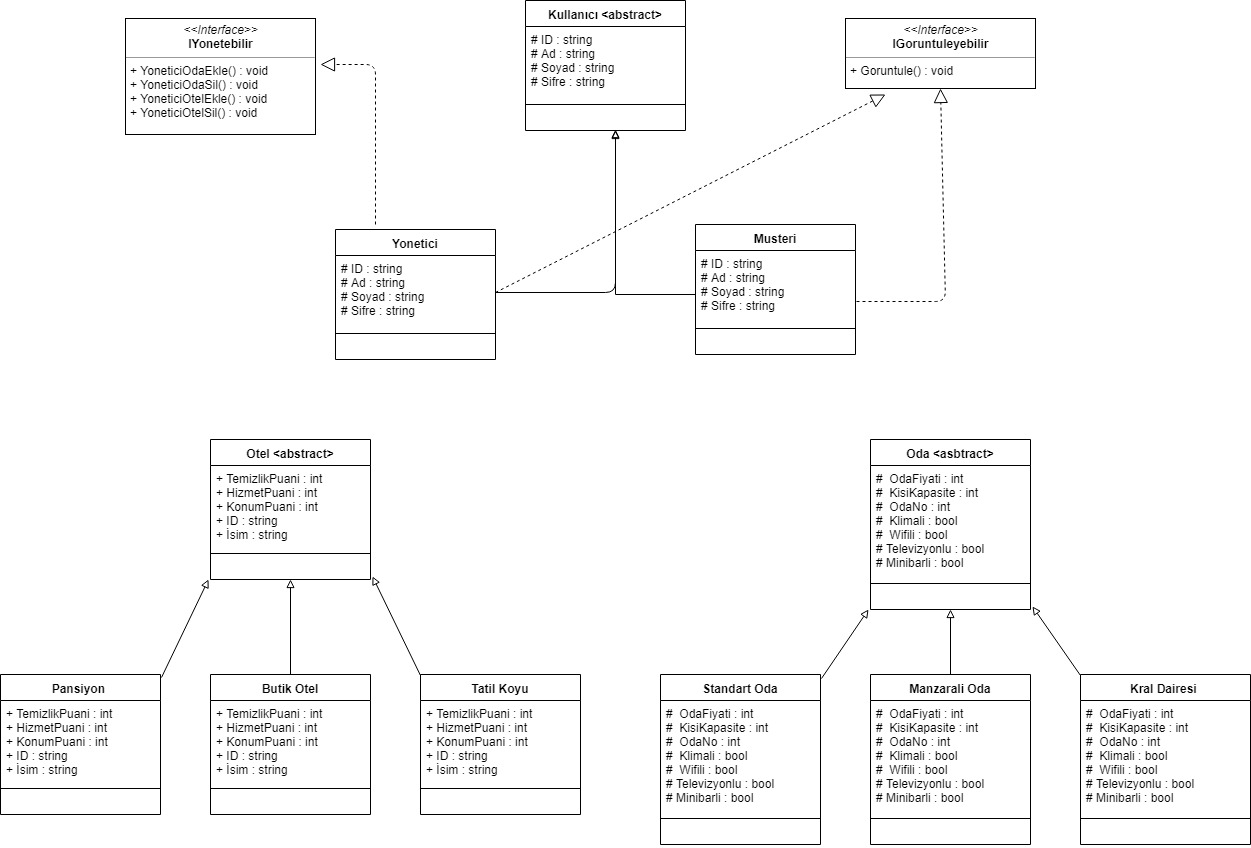 <<Interface>>
IYonetebilir
+ YoneticiOdaEkle() : void
+ YoneticiOdaSil() : void
+ YoneticiOtelEkle() : void
+ YoneticiOtelSil() : void
Kullanıcı <abstract>
# ID : string
# Ad : string
# Soyad : string
# Sifre : string
<<Interface>>
IGoruntuleyebilir
+ Goruntule() : void
Yonetici
# ID : string
# Ad : string
# Soyad : string
# Sifre : string
Musteri
# ID : string
# Ad : string
# Soyad : string
# Sifre : string
Otel <abstract>
+ TemizlikPuani : int
+ HizmetPuani : int
+ KonumPuani : int
+ ID : string
+ İsim : string
Oda <asbtract>
# OdaFiyati : int
# KisiKapasite : int
# OdaNo : int
# Klimali : bool
# Wifili : bool
# Televizyonlu : bool
# Minibarli : bool
Pansiyon
+ TemizlikPuani : int
+ HizmetPuani : int
+ KonumPuani : int
+ ID : string
+ İsim : string
Butik Otel
+ TemizlikPuani : int
+ HizmetPuani : int
+ KonumPuani : int
+ ID : string
+ İsim : string
Tatil Koyu
+ TemizlikPuani : int
+ HizmetPuani : int
+ KonumPuani : int
+ ID : string
+ İsim : string
Standart Oda
# OdaFiyati : int
# KisiKapasite : int
# OdaNo : int
# Klimali : bool
# Wifili : bool
# Televizyonlu : bool
# Minibarli : bool
Manzarali Oda
# OdaFiyati : int
# KisiKapasite : int
# OdaNo : int
# Klimali : bool
# Wifili : bool
# Televizyonlu : bool
# Minibarli : bool
Kral Dairesi
# OdaFiyati : int
# KisiKapasite : int
# OdaNo : int
# Klimali : bool
# Wifili : bool
# Televizyonlu : bool
# Minibarli : bool